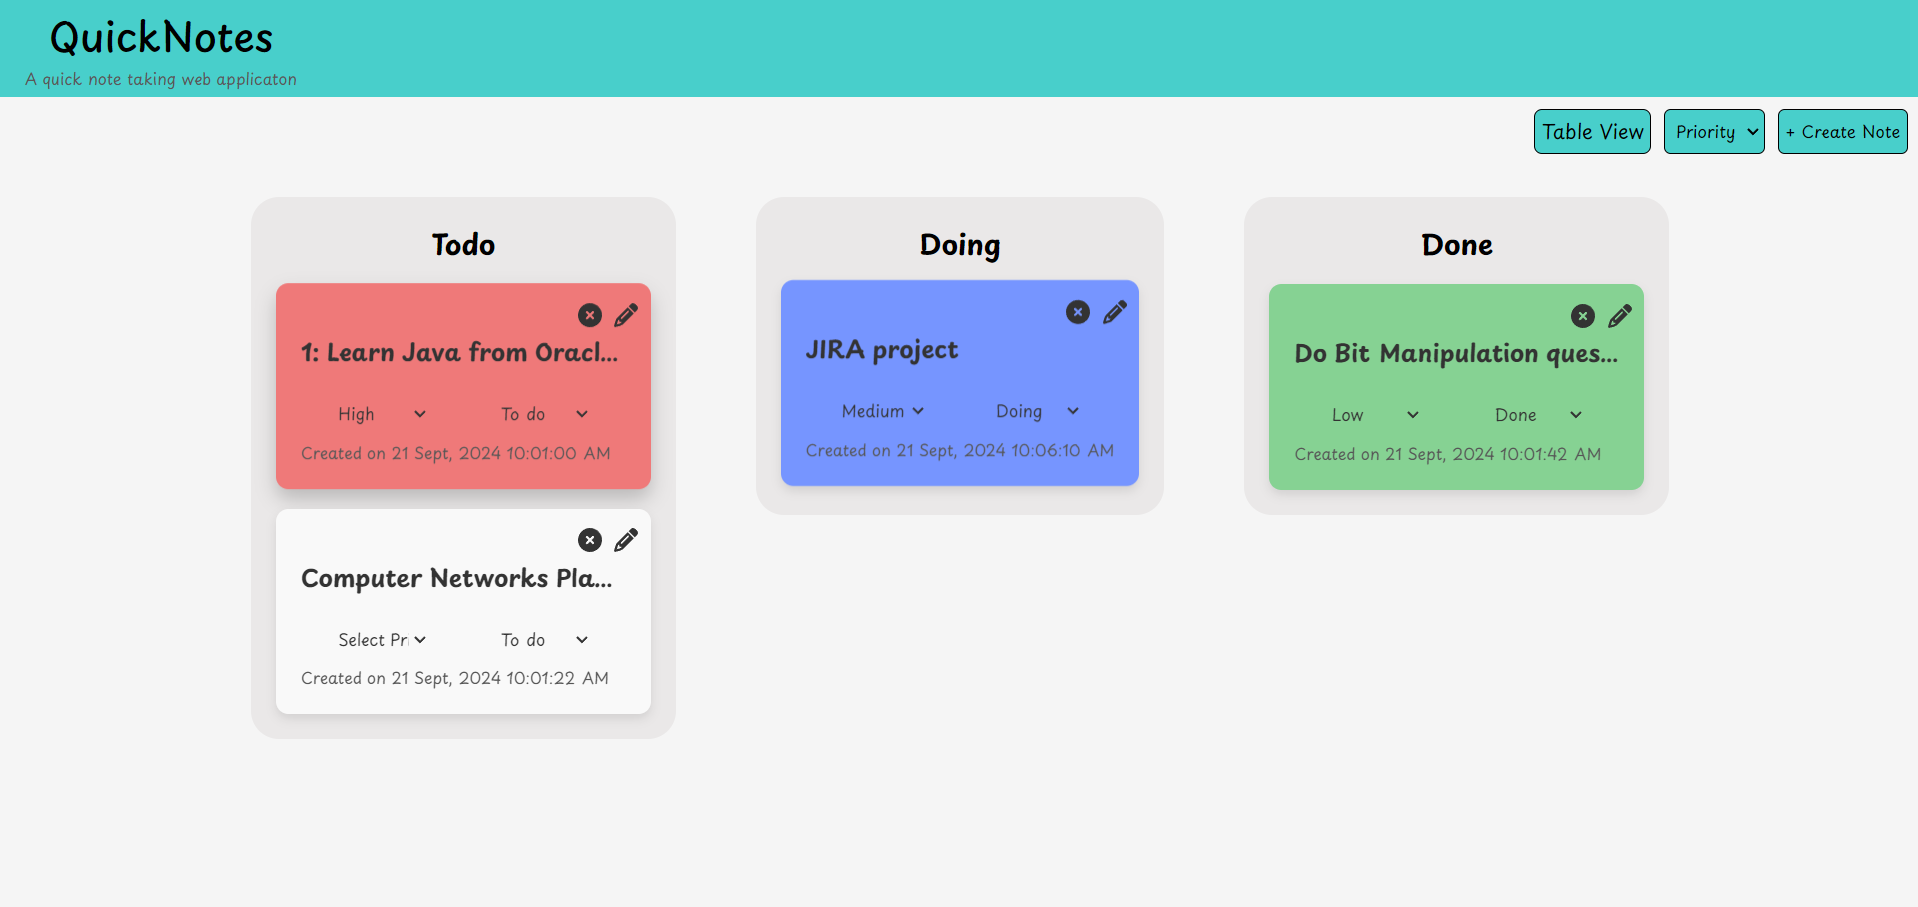 QuickNotes
A quick note taking web applicaton
Table View
Priority
+ Create Note
Todo
1: Learn Java from Oracl...
High
To do
Created on 21 Sept, 2024 10:01:00 AM
Computer Networks Pla...
Select Pri
To do
Created on 21 Sept, 2024 10:01:22 AM
Doing
JIRA project
Medium
Doing
Created on 21 Sept, 2024 10:06:10 AM
Done
Do Bit Manipulation ques...
Low
Done
Created on 21 Sept, 2024 10:01:42 AM